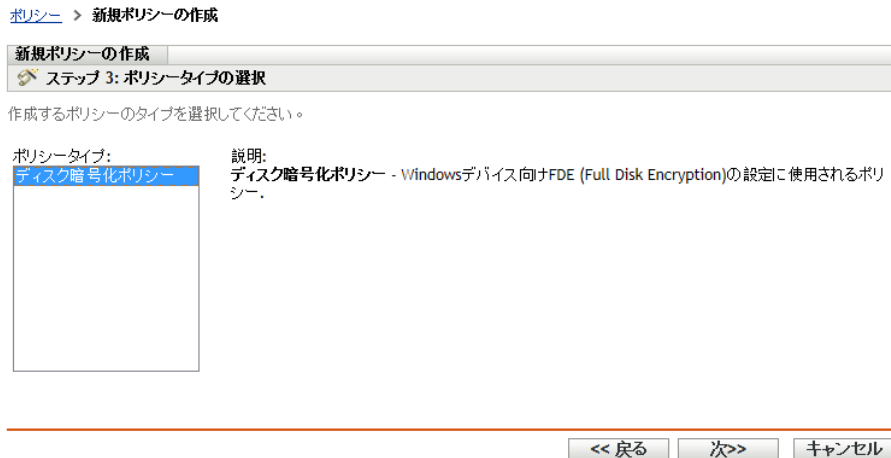 ポリシー > 新規ポリシーの作成
新規ポリシーの作成
ステップ 3: ポリシータイプの選択
作成するポリシーのタイプを選択してください。
ポリシータイプ:
ディスク暗号化ポリシー
説明:
ディスク暗号化ポリシー - Windowsデバイス向けFDE (Full Disk Encryption)の設定に使用されるポリ
シー.
<< 戻る 次>> キャンセル